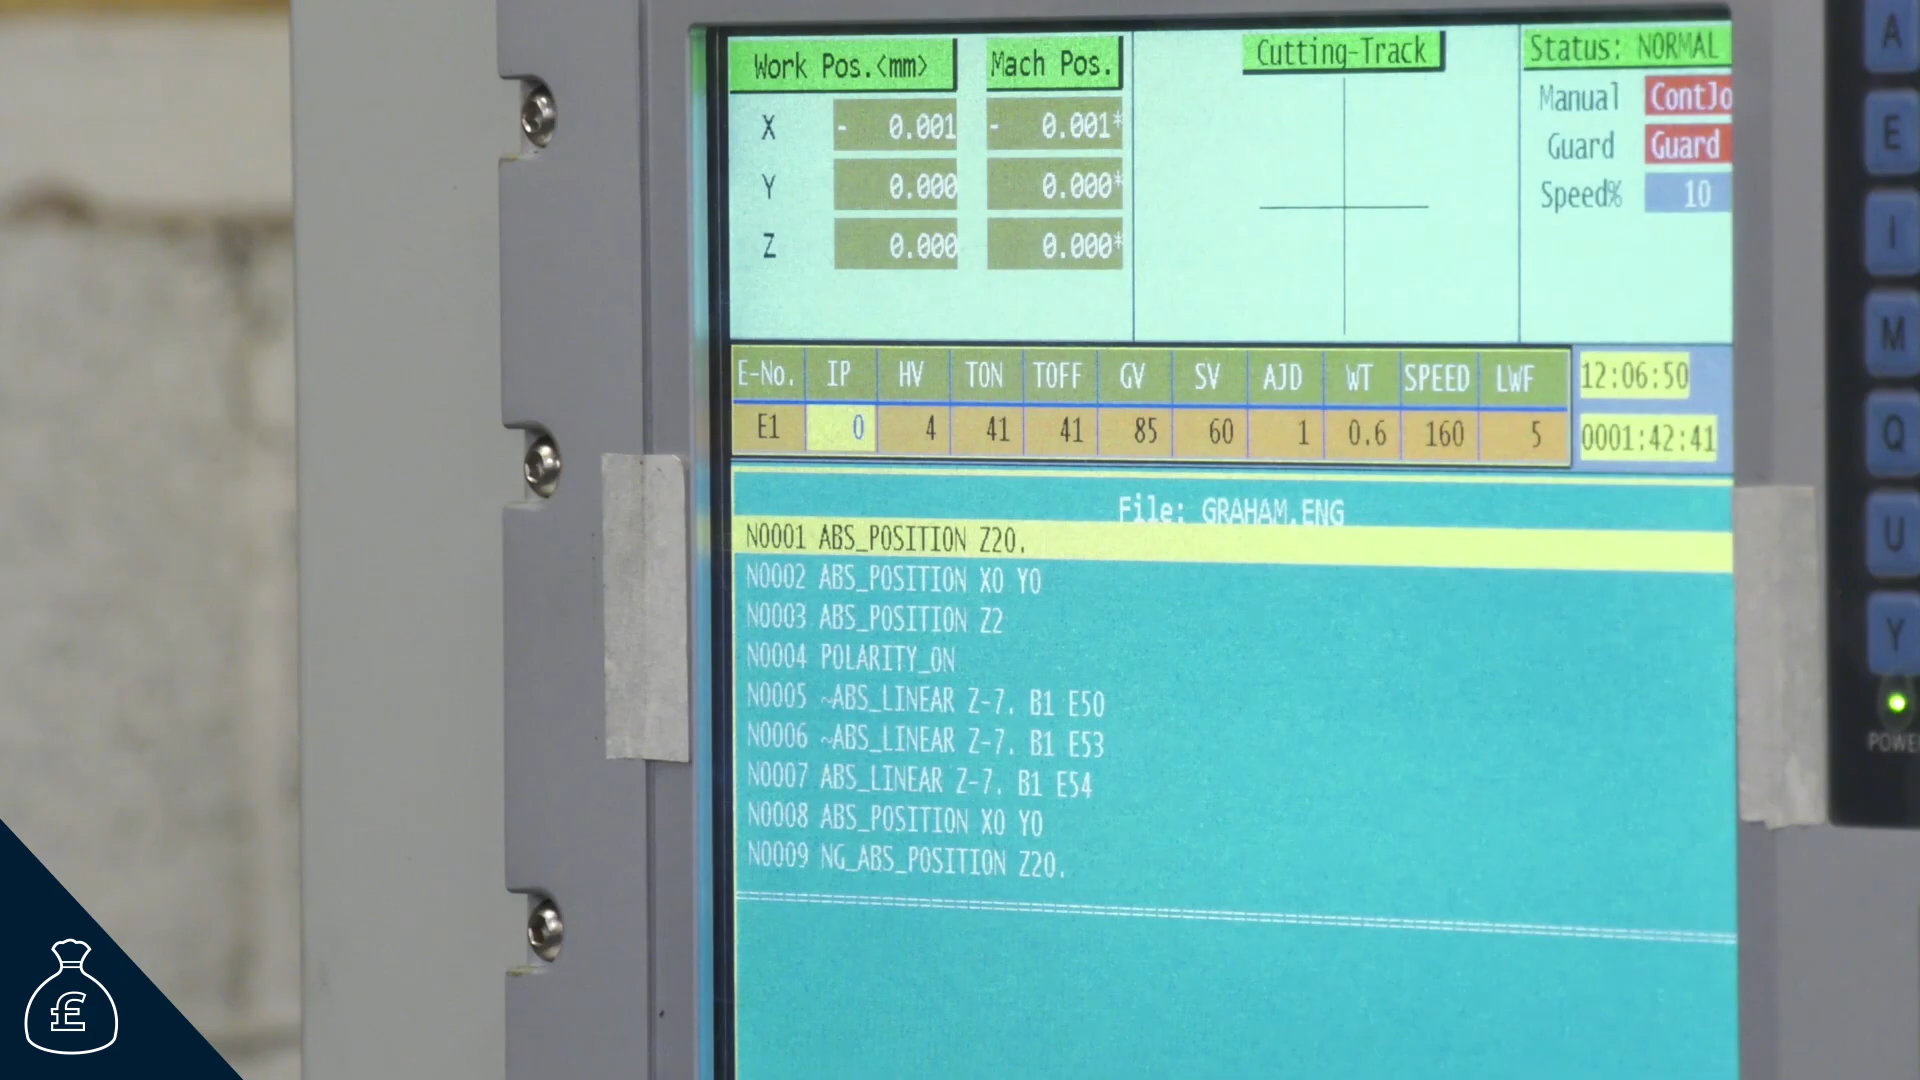 Work Pos.<mm> Mach Pos. Cutting-Track Status: NORMAL
X - 0.001 - 0.001* Manual ContJo
Y 0.000 0.000* Guard Guard
Z 0.000 0.000* Speed% 10
E-No. IP HV TON TOFF GV SV AJD WT SPEED LWF 12:06:50
E1 0 4 41 41 85 60 1 0.6 160 5 0001:42:41
File: GRAHAM.ENG
N0001 ABS_POSITION Z20.
N0002 ABS_POSITION X0 Y0
N0003 ABS_POSITION Z2
N0004 POLARITY_ON
N0005 ~ABS_LINEAR Z-7. B1 E50
N0006 ~ABS_LINEAR Z-7. B1 E53
N0007 ABS_LINEAR Z-7. B1 E54
N0008 ABS_POSITION X0 Y0
N0009 NG_ABS_POSITION Z20.
A
E
I
M
Q
U
Y
POWE
£